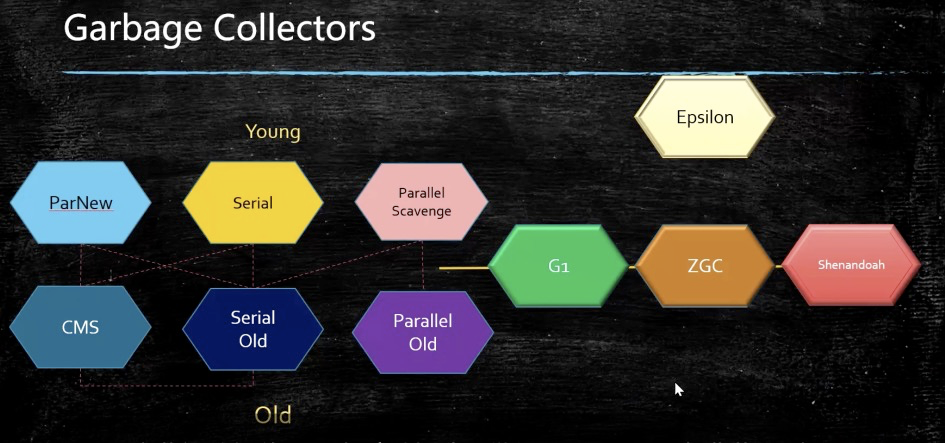 Garbage Collectors
Epsilon
Young
ParNew
Serial
Parallel
Scavenge
G1
ZGC
Shenandoah
CMS
Serial
Old
Parallel
Old
Old